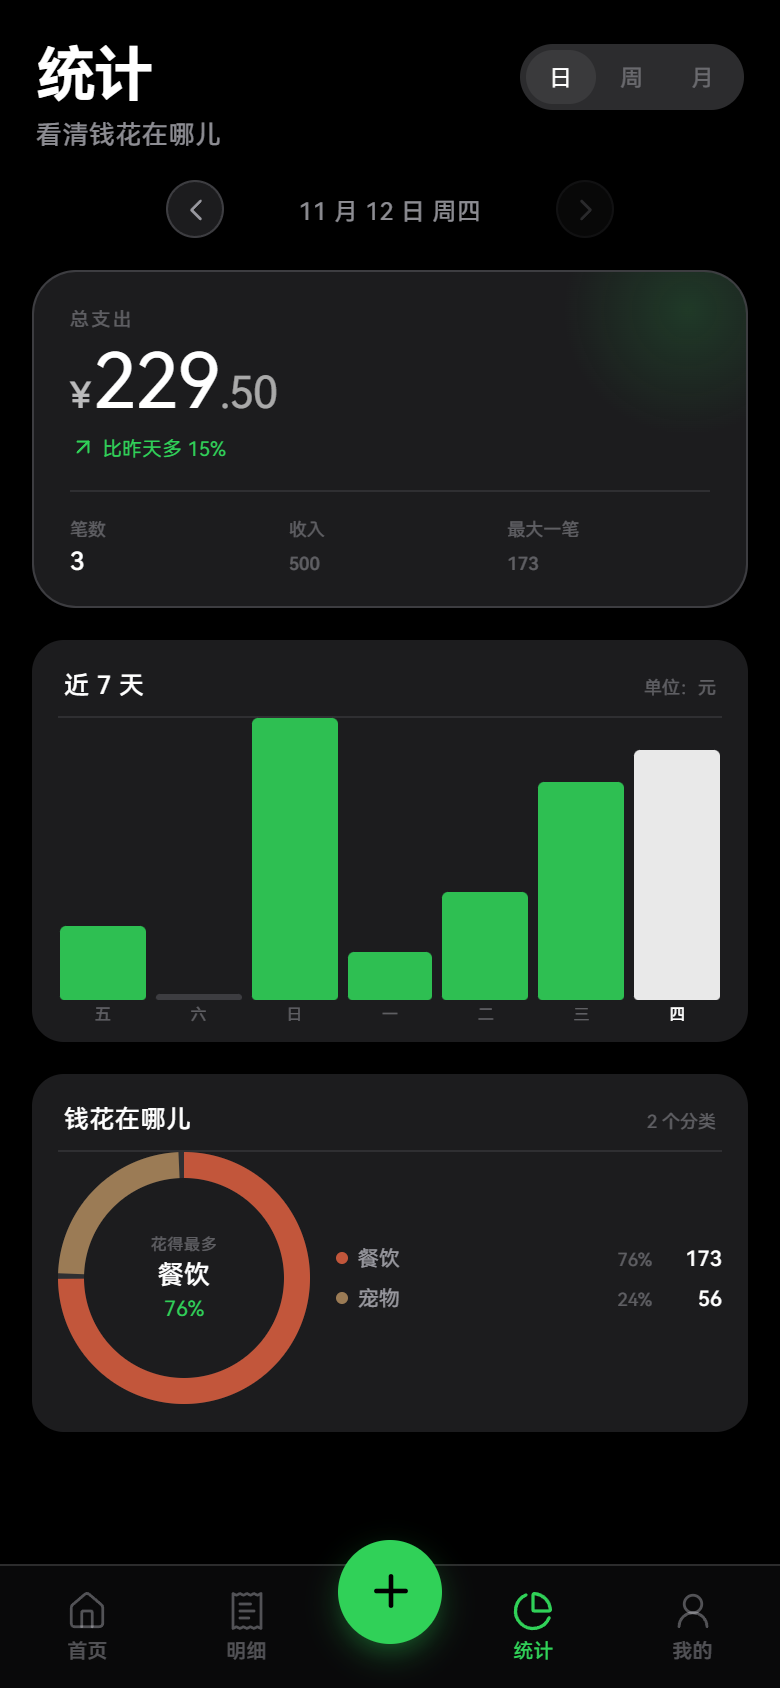 统计
日 周 月
看清钱花在哪儿
11 月 12 日 周四
总支出
¥229.50
比昨天多 15%
笔数 收入 最大一笔
3 500 173
近 7 天 单位：元
五 六 日 一 二 三 四
钱花在哪儿 2 个分类
花得最多
餐饮
76%
餐饮 76% 173
宠物 24% 56
首页 明细 统计 我的